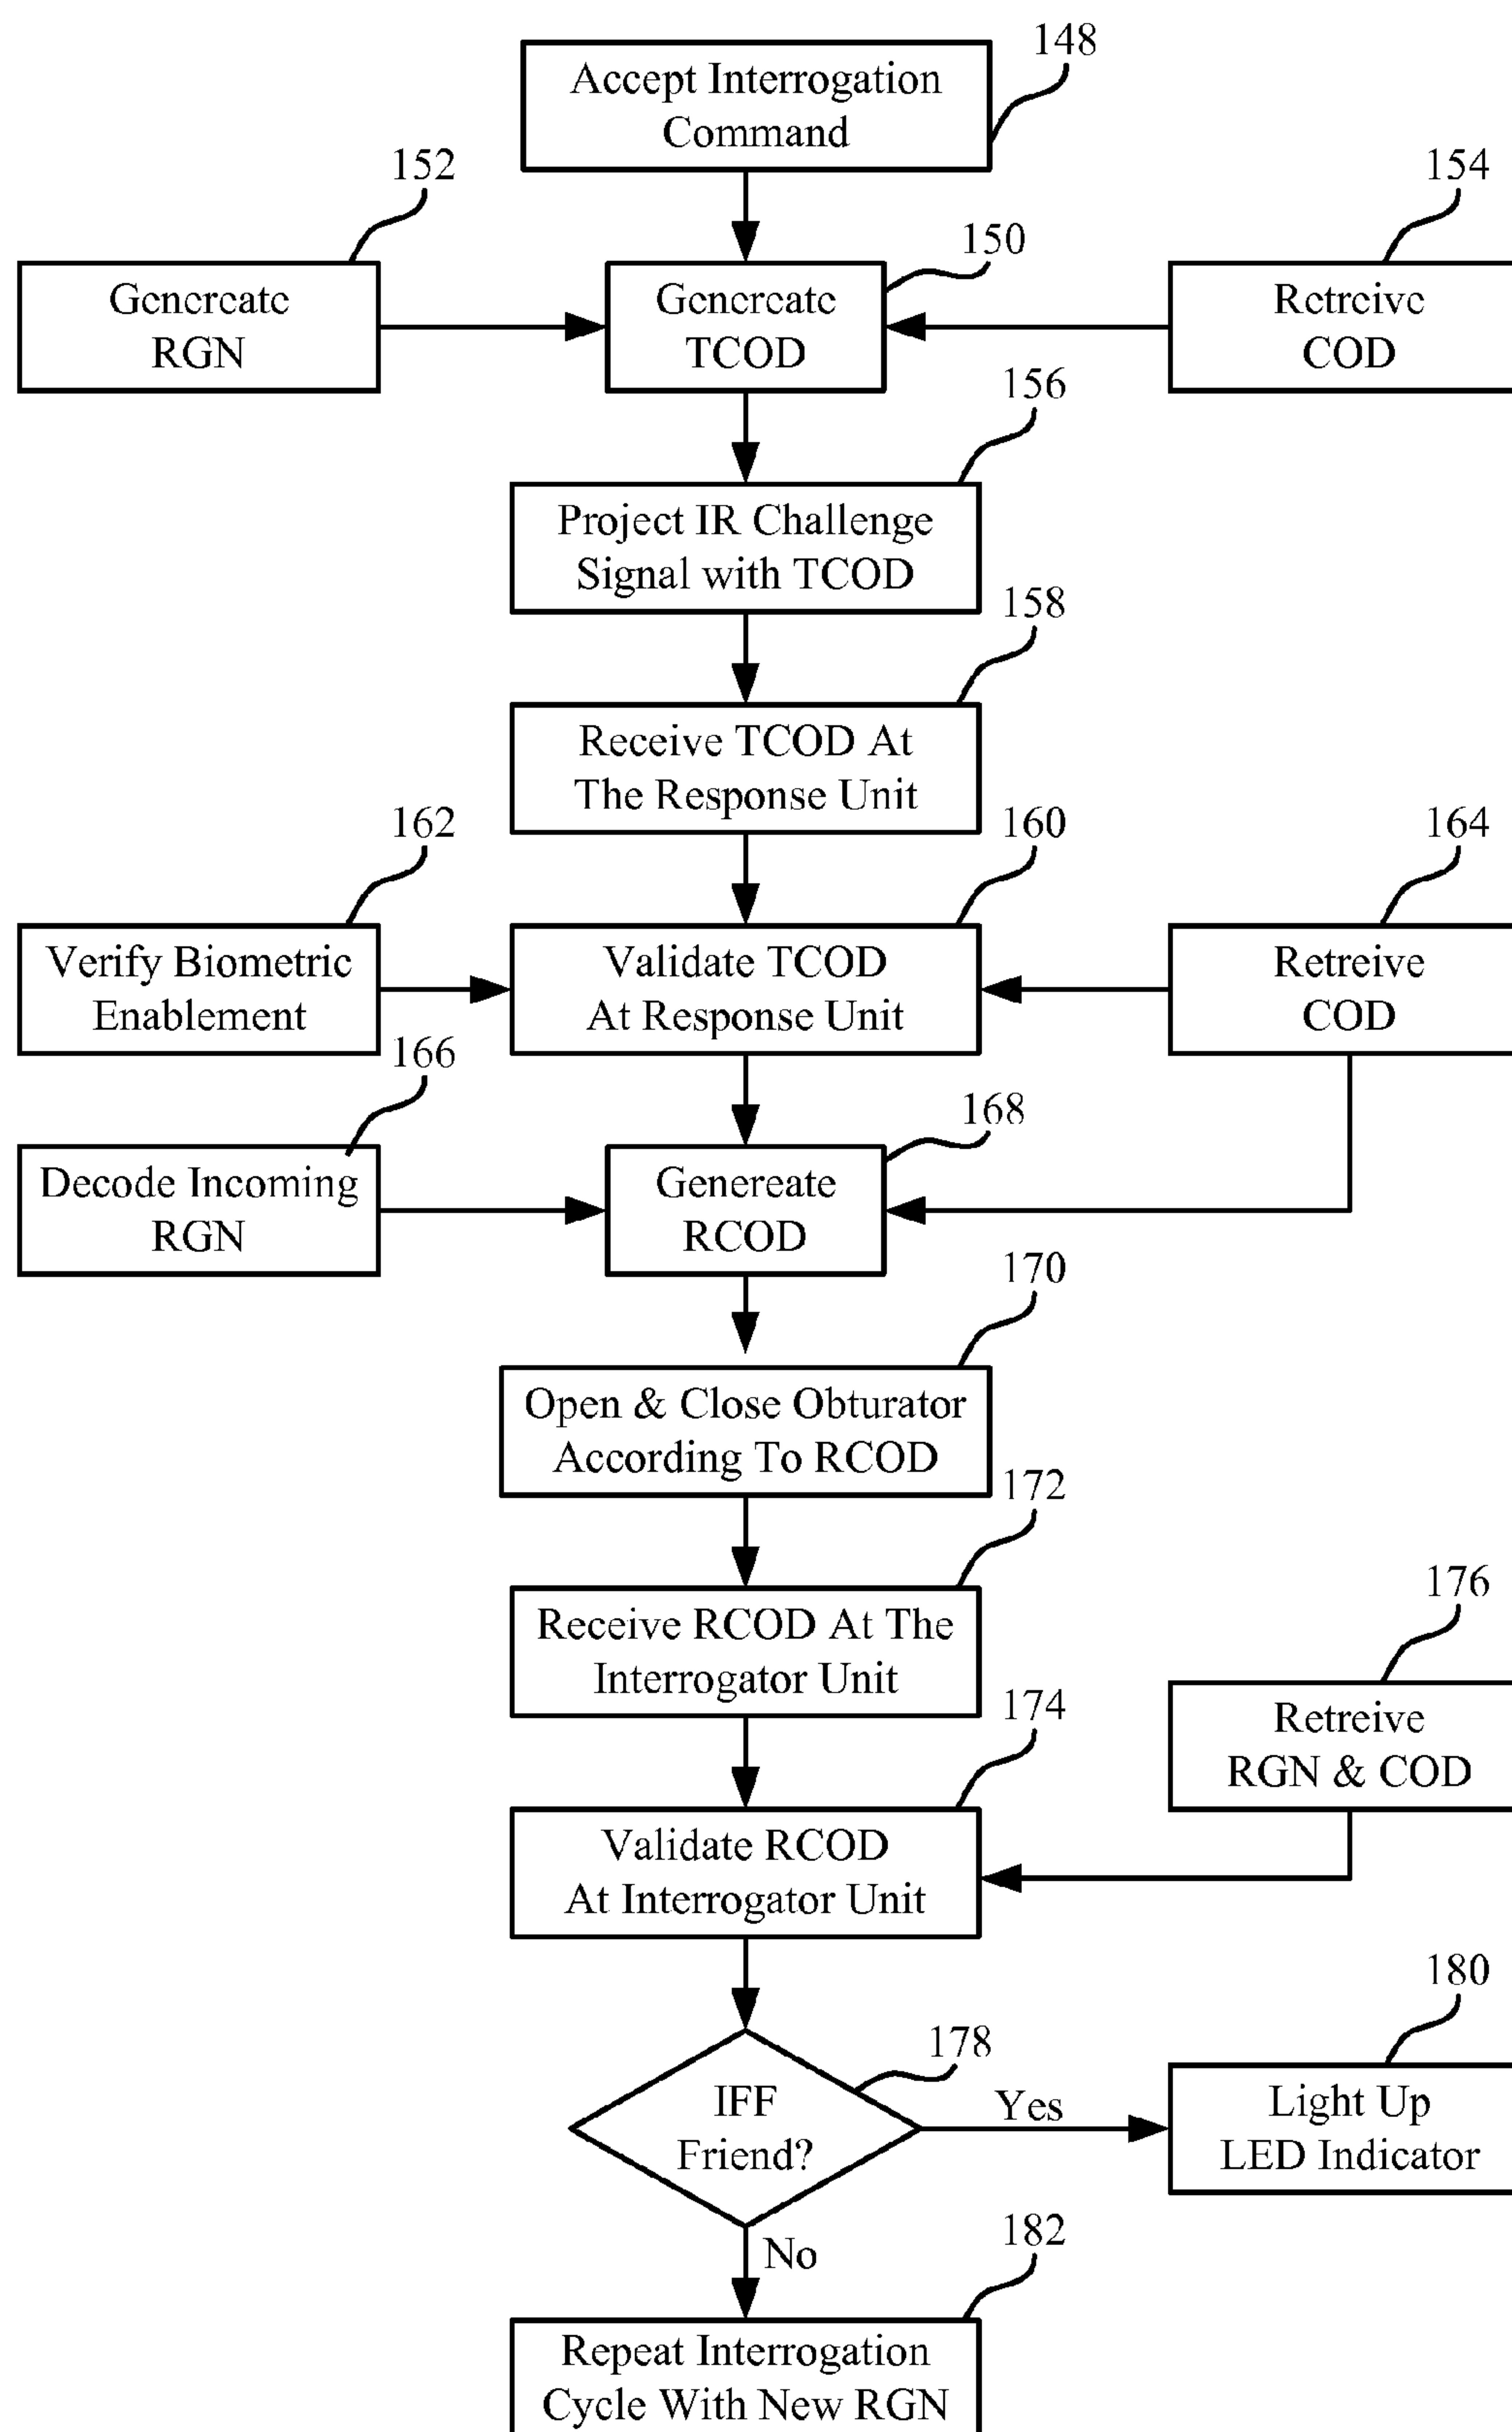 148
Accept Interrogation
Command
152
154
150
Genereate
RGN
Genereate
TCOD
Retreive
COD
156
Project IR Challenge
Signal with TCOD
158
Receive TCOD At
The Response Unit
162
160
164
Verify Biometric
Enablement
Validate TCOD
At Response Unit
Retreive
COD
166
168
Decode Incoming
RGN
Genereate
RCOD
170
Open & Close Obturator
According To RCOD
172
Receive RCOD At The
Interrogator Unit
176
174
Retreive
RGN & COD
Validate RCOD
At Interrogator Unit
180
178
IFF
Friend?
Yes
Light Up
LED Indicator
No
182
Repeat Interrogation
Cycle With New RGN